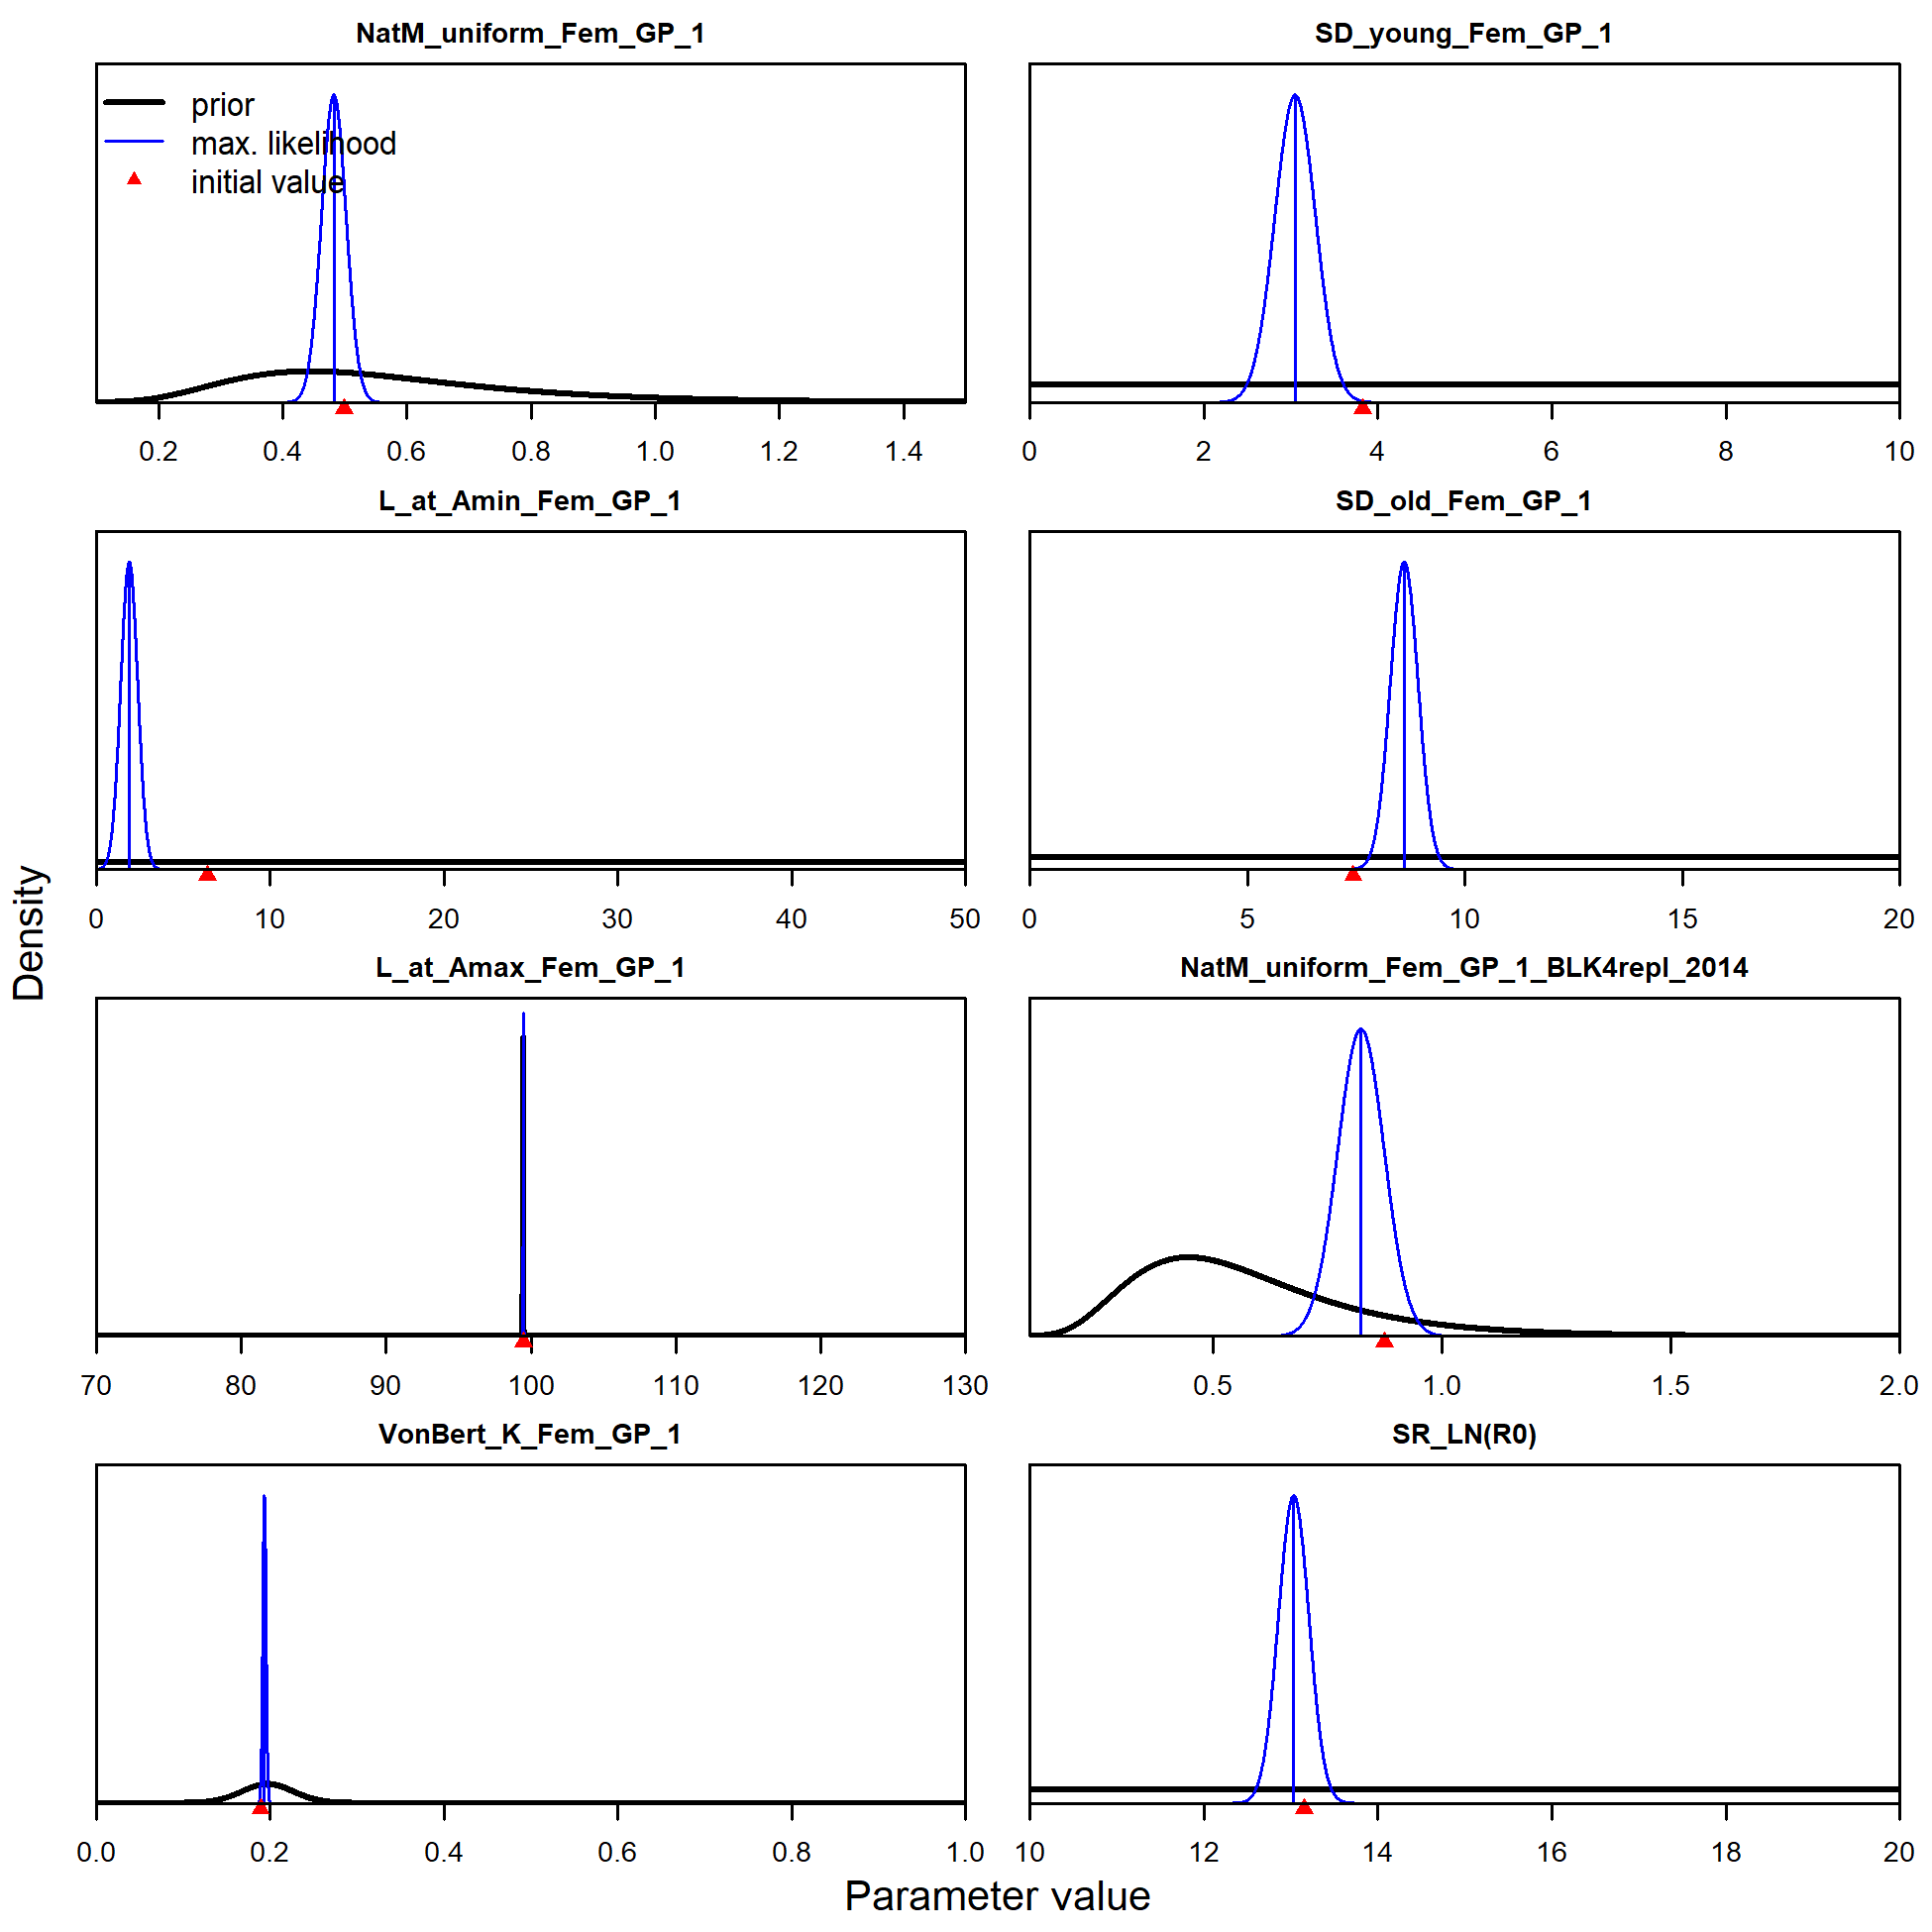 NatM_uniform_Fem_GP_1
prior
max. likelihood
initial value
0.2 0.4 0.6 0.8 1.0 1.2 1.4
SD_young_Fem_GP_1
0 2 4 6 8 10
L_at_Amin_Fem_GP_1
0 10 20 30 40 50
SD_old_Fem_GP_1
0 5 10 15 20
L_at_Amax_Fem_GP_1
70 80 90 100 110 120 130
NatM_uniform_Fem_GP_1_BLK4repl_2014
0.5 1.0 1.5 2.0
VonBert_K_Fem_GP_1
0.0 0.2 0.4 0.6 0.8 1.0
SR_LN(R0)
10 12 14 16 18 20
Density
Parameter value